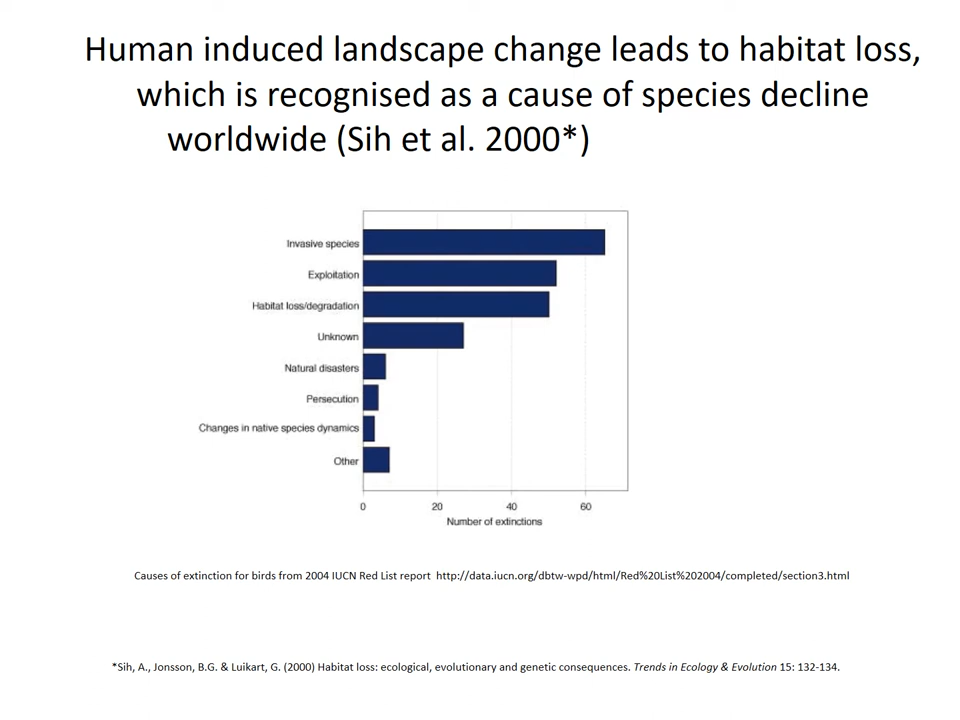 Human induced landscape change leads to habitat loss,
which is recognised as a cause of species decline
worldwide (Sih et al. 2000*)
Invasive species
Exploitation
Habitat loss/degradation
Unknown
Natural disasters
Persecution
Changes in native species dynamics
Other
0 20 40 60
Number of extinctions
Causes of extinction for birds from 2004 IUCN Red List report http://data.iucn.org/dbtw-wpd/html/Red%20List%202004/completed/section3.html
*Sih, A., Jonsson, B.G. & Luikart, G. (2000) Habitat loss: ecological, evolutionary and genetic consequences. Trends in Ecology & Evolution 15: 132-134.